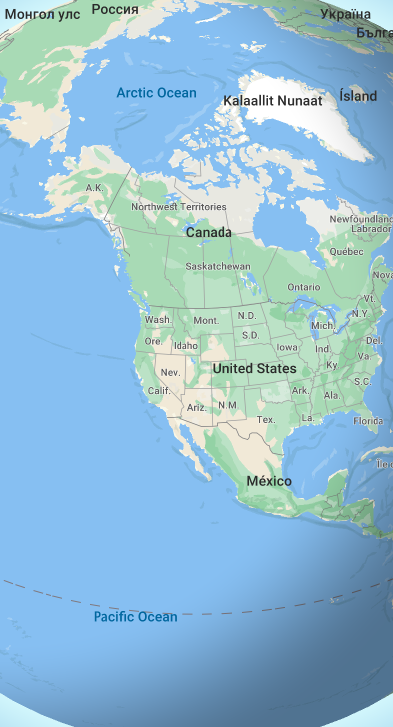 Монгол улс
Россия
Україна
Бълга
Arctic Ocean
Kalaallit Nunaat
Ísland
A.K.
Northwest Territories
Newfoundland
Labrador
Canada
Québec
Saskatchewan
Nova
Ontario
Vt.
Wash.
Mont.
N.D.
N.Y
Mich.
Ore.
Idaho
S.D.
Iowa
Ind.
Del.
Va.
Nev.
United States
Ky
S.C.
Calif.
Ariz.
N.M
Ark.
Ala.
Tex.
La.
Florida
México
Pacific Ocean